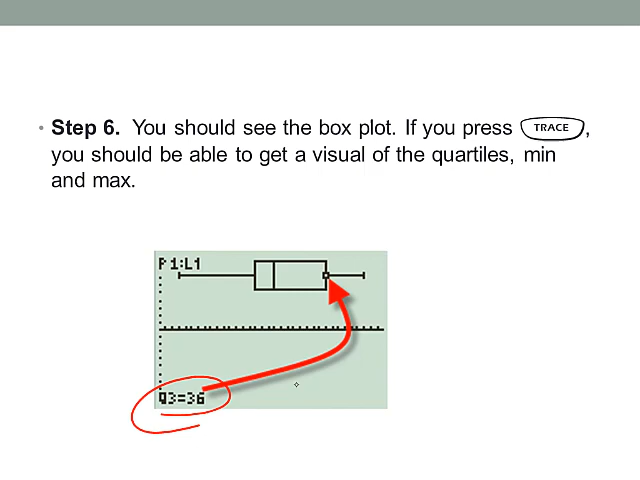 • Step 6. You should see the box plot. If you press TRACE,
you should be able to get a visual of the quartiles, min
and max.
P1:L1
Q3=36